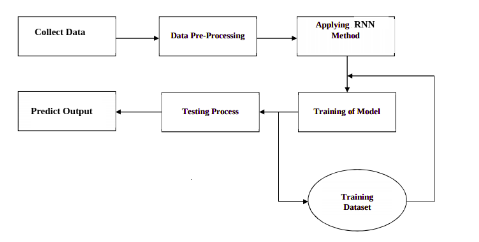 Collect Data
Data Pre-Processing
Applying RNN
Method
Predict Output
Testing Process
Training of Model
Training
Dataset